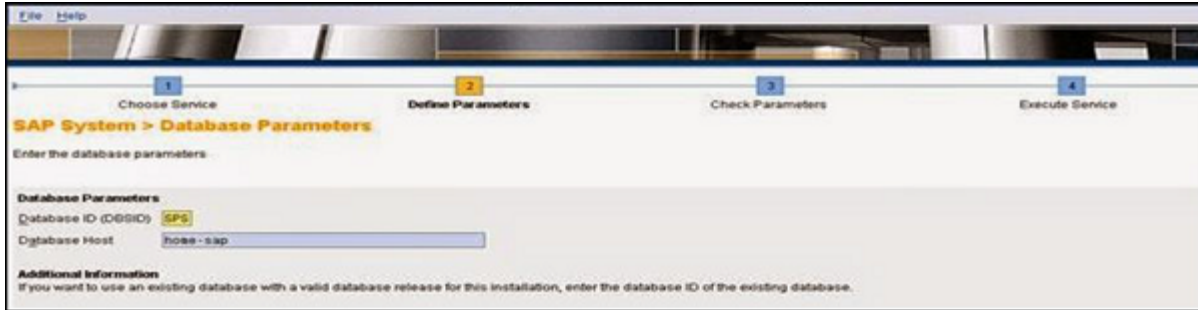 File Help
1 2 3 4
Choose Service Define Parameters Check Parameters Execute Service
SAP System > Database Parameters
Enter the database parameters
Database Parameters
Database ID (DBSID) SPS
Database Host home-sap
Additional Information
If you want to use an existing database with a valid database release for this installation, enter the database ID of the existing database.